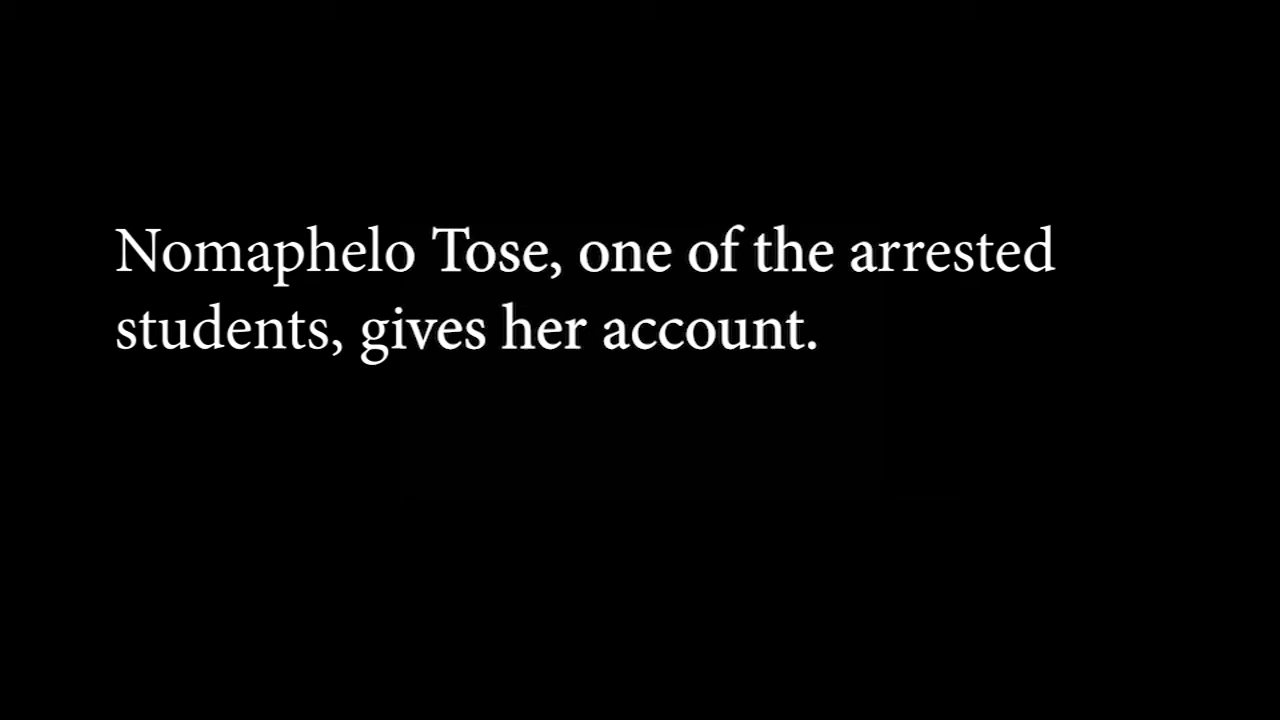 Nomaphelo Tose, one of the arrested
students, gives her account.